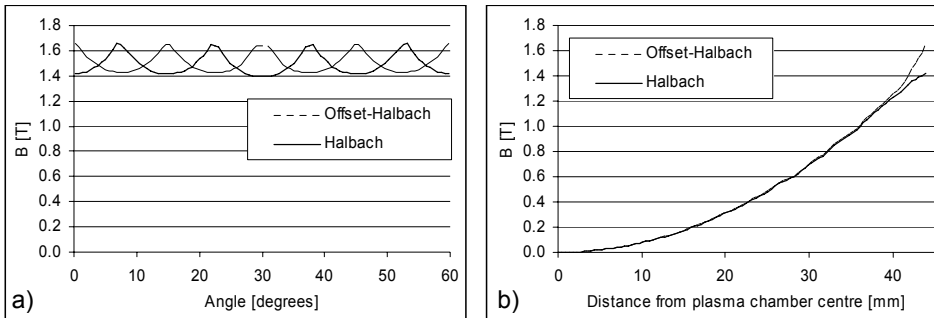 1.8
1.6
1.4
1.2
1.0
0.8
0.6
0.4
0.2
0.0
B [T]
Offset-Halbach
Halbach
0 10 20 30 40 50 60
Angle [degrees]
a)
1.8
1.6
1.4
1.2
1.0
0.8
0.6
0.4
0.2
0.0
B [T]
Offset-Halbach
Halbach
0 10 20 30 40
Distance from plasma chamber centre [mm]
b)